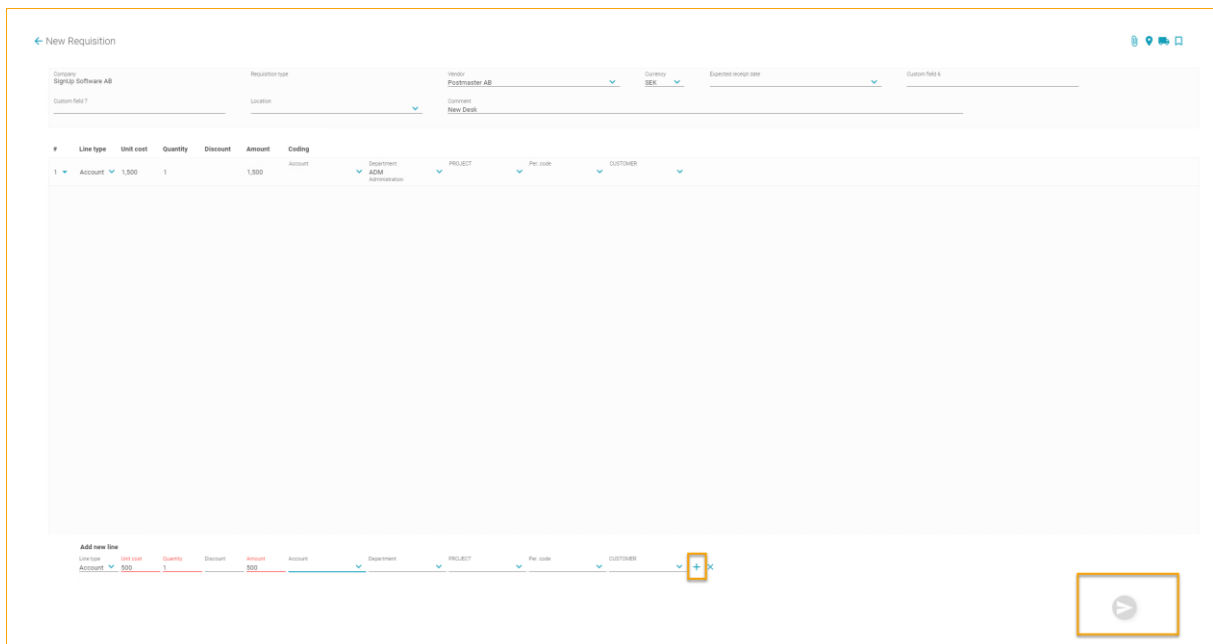 New Requisition
Company Requisition type Vendor Currency Expected receipt date Custom field 6
SignUp Software AB Postmaster AB SEK
Custom field 7 Location Comment
New Desk
# Line type Unit cost Quantity Discount Amount Coding
Account Department PROJECT Per. code CUSTOMER
1 Account 1,500 1 1,500 ADM
Administration
Add new line
Line type Unit cost Quantity Discount Amount Account Department PROJECT Per. code CUSTOMER
Account 500 1 500